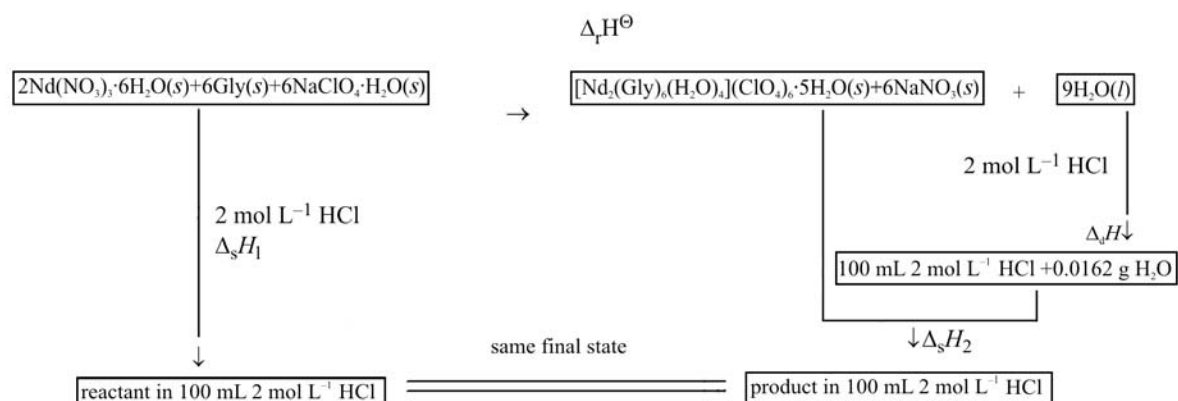 ΔᵣH^Θ
2Nd(NO₃)₃·6H₂O(s)+6Gly(s)+6NaClO₄·H₂O(s)
→
[Nd₂(Gly)₆(H₂O)₄](ClO₄)₆·5H₂O(s)+6NaNO₃(s) + 9H₂O(l)
2 mol L⁻¹ HCl
2 mol L⁻¹ HCl
ΔₛH₁
Δ_dH↓
100 mL 2 mol L⁻¹ HCl +0.0162 g H₂O
↓ΔₛH₂
same final state
↓
reactant in 100 mL 2 mol L⁻¹ HCl
product in 100 mL 2 mol L⁻¹ HCl